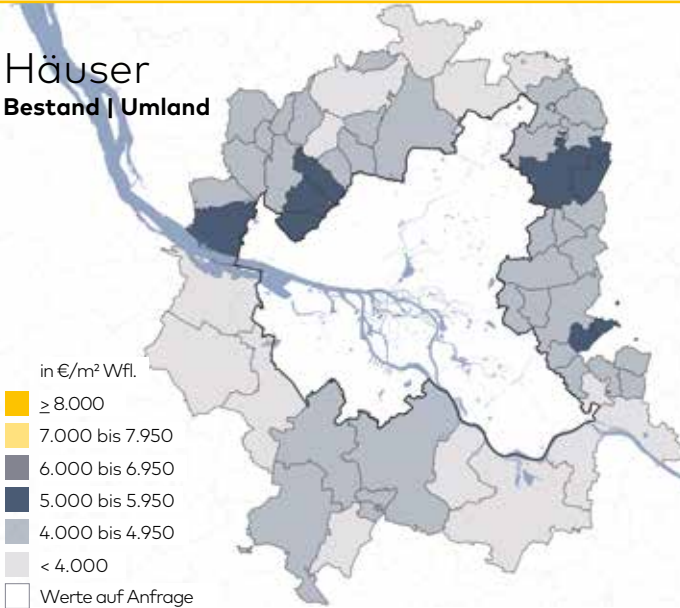 Häuser
Bestand | Umland
in €/m² Wfl.
≥ 8.000
7.000 bis 7.950
6.000 bis 6.950
5.000 bis 5.950
4.000 bis 4.950
< 4.000
Werte auf Anfrage